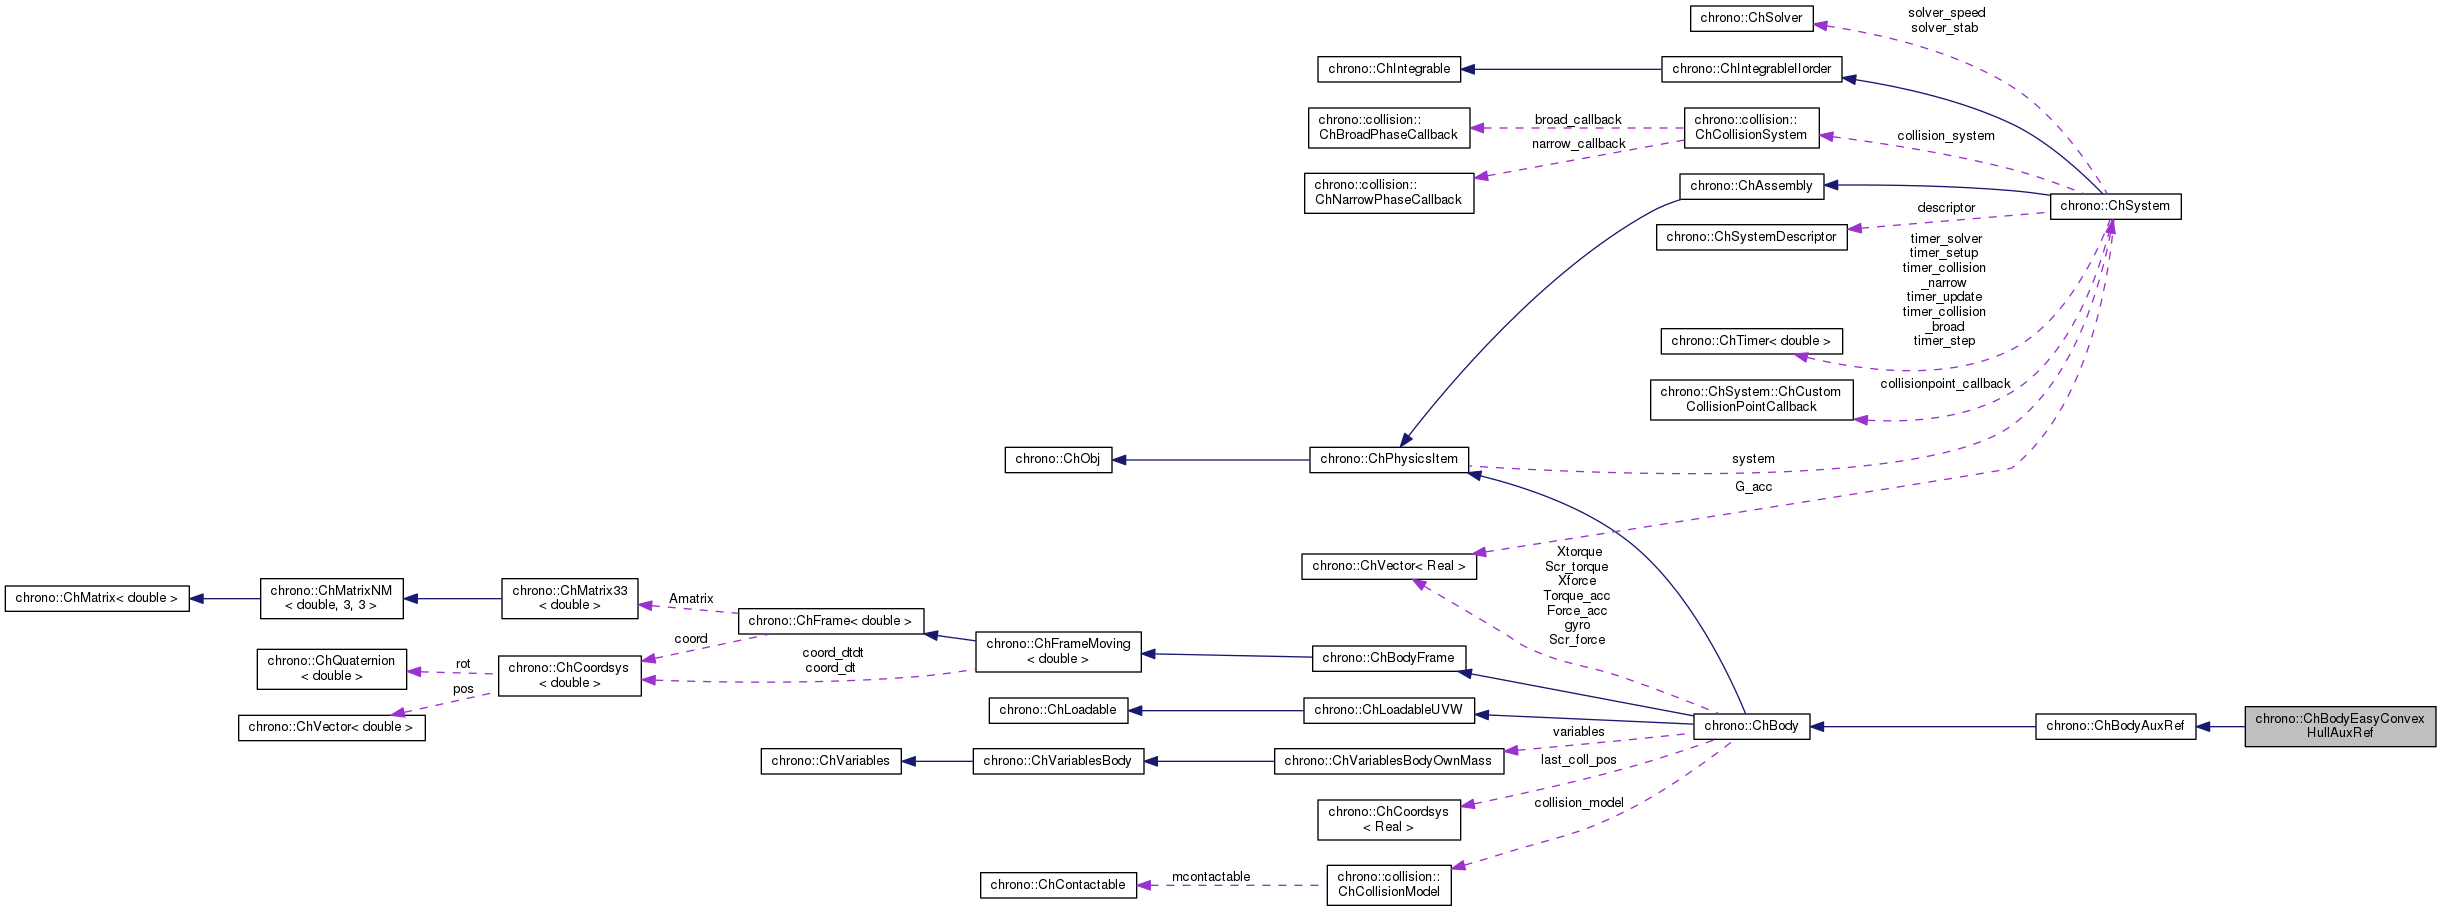 chrono::ChSolver
solver_speed
solver_stab
chrono::ChIntegrable
chrono::ChIntegrableIIorder
chrono::collision::
ChBroadPhaseCallback
broad_callback
chrono::collision::
ChCollisionSystem
collision_system
narrow_callback
chrono::collision::
ChNarrowPhaseCallback
chrono::ChAssembly
chrono::ChSystem
descriptor
chrono::ChSystemDescriptor
timer_solver
timer_setup
timer_collision
_narrow
timer_update
timer_collision
_broad
timer_step
chrono::ChTimer< double >
chrono::ChSystem::ChCustom
CollisionPointCallback
collisionpoint_callback
chrono::ChObj
chrono::ChPhysicsItem
system
G_acc
chrono::ChVector< Real >
Xtorque
Scr_torque
Xforce
Torque_acc
Force_acc
gyro
Scr_force
chrono::ChMatrix< double >
chrono::ChMatrixNM
< double, 3, 3 >
chrono::ChMatrix33
< double >
Amatrix
chrono::ChFrame< double >
coord
chrono::ChFrameMoving
< double >
coord_dtdt
coord_dt
chrono::ChBodyFrame
chrono::ChQuaternion
< double >
rot
chrono::ChCoordsys
< double >
pos
chrono::ChVector< double >
chrono::ChLoadable
chrono::ChLoadableUVW
chrono::ChBody
chrono::ChBodyAuxRef
chrono::ChBodyEasyConvex
HullAuxRef
variables
chrono::ChVariables
chrono::ChVariablesBody
chrono::ChVariablesBodyOwnMass
last_coll_pos
chrono::ChCoordsys
< Real >
collision_model
chrono::ChContactable
mcontactable
chrono::collision::
ChCollisionModel